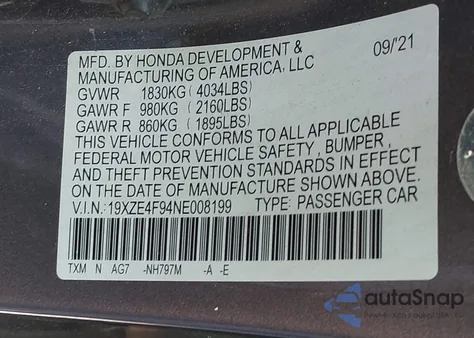 MFD. BY HONDA DEVELOPMENT & 09/21
MANUFACTURING OF AMERICA, LLC
GVWR 1830KG(4034LBS)
GAWR F 980KG(2160LBS)
GAWR R 860KG(1895LBS)
THIS VEHICLE CONFORMS TO ALL APPLICABLE
FEDERAL MOTOR VEHICLE SAFETY, BUMPER,
AND THEFT PREVENTION STANDARDS IN EFFECT
ON THE DATE OF MANUFACTURE SHOWN ABOVE.
V.I.N.:19XZE4F94NE008199 TYPE: PASSENGER CAR
TXM N AG7 -NH797M -A -E
autoSnap